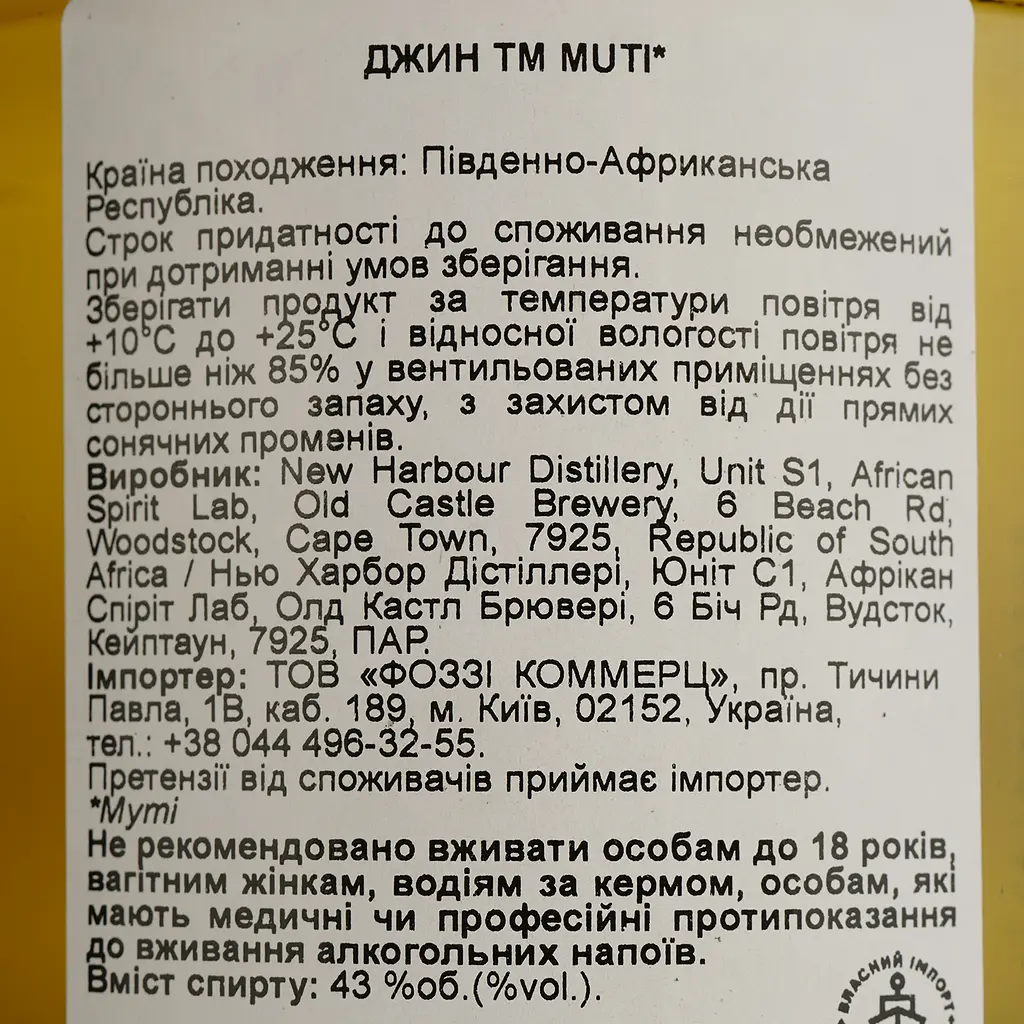 ДЖИН ТМ MUTI*
Країна походження: Південно-Африканська
Республіка.
Строк придатності до споживання необмежений
при дотриманні умов зберігання.
Зберігати продукт за температури повітря від
+10°C до +25°C і відносної вологості повітря не
більше ніж 85% у вентильованих приміщеннях без
стороннього запаху, з захистом від дії прямих
сонячних променів.
Виробник: New Harbour Distillery, Unit S1, African
Spirit Lab, Old Castle Brewery, 6 Beach Rd,
Woodstock, Cape Town, 7925, Republic of South
Africa / Нью Харбор Дістіллері, Юніт С1, Афрікан
Спіріт Лаб, Олд Кастл Брювері, 6 Біч Рд, Вудсток,
Кейптаун, 7925, ПАР.
Імпортер: ТОВ «ФОЗЗІ КОММЕРЦ», пр. Тичини
Павла, 1В, каб. 189, м. Київ, 02152, Україна,
тел.: +38 044 496-32-55.
Претензії від споживачів приймає імпортер.
*Муті
Не рекомендовано вживати особам до 18 років,
вагітним жінкам, водіям за кермом, особам, які
мають медичні чи професійні протипоказання
до вживання алкогольних напоїв.
Вміст спирту: 43 %об.(%vol.).
ВЛАСНИЙ ІМПОРТ